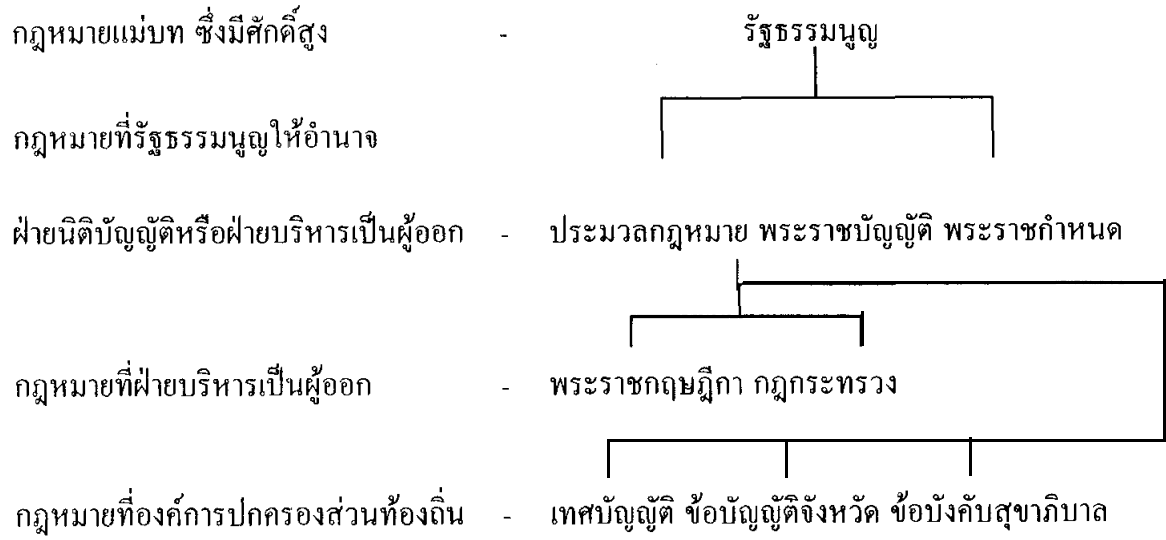 กฎหมายแม่บท ซึ่งมีศักดิ์สูง - รัฐธรรมนูญ
กฎหมายที่รัฐธรรมนูญให้อำนาจ
ฝ่ายนิติบัญญัติหรือฝ่ายบริหารเป็นผู้ออก - ประมวลกฎหมาย พระราชบัญญัติ พระราชกำหนด
กฎหมายที่ฝ่ายบริหารเป็นผู้ออก - พระราชกฤษฎีกา กฎกระทรวง
กฎหมายที่องค์การปกครองส่วนท้องถิ่น - เทศบัญญัติ ข้อบัญญัติจังหวัด ข้อบังคับสุขาภิบาล